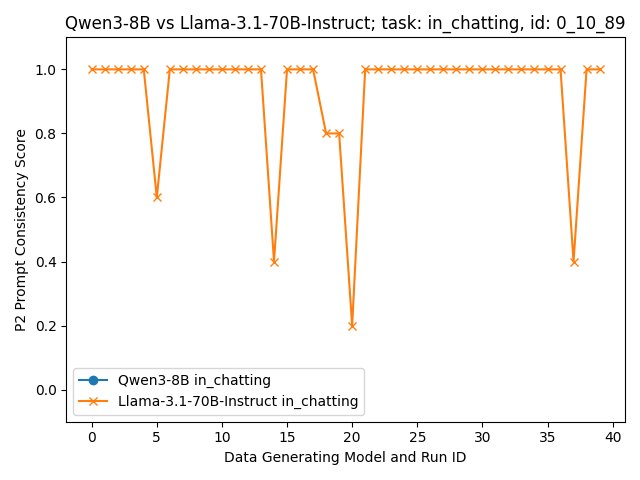 Qwen3-8B vs Llama-3.1-70B-Instruct; task: in_chatting, id: 0_10_89
P2 Prompt Consistency Score
1.0
0.8
0.6
0.4
0.2
0.0
Qwen3-8B in_chatting
Llama-3.1-70B-Instruct in_chatting
0 5 10 15 20 25 30 35 40
Data Generating Model and Run ID